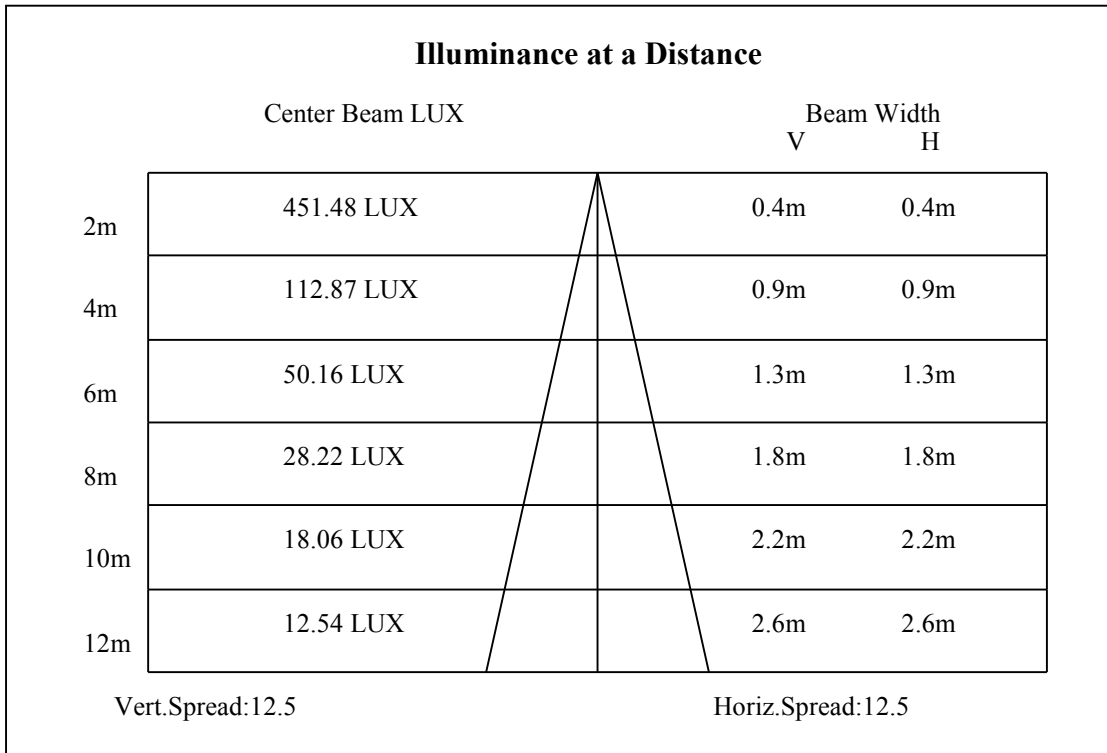 Illuminance at a Distance
Center Beam LUX Beam Width
V H
2m 451.48 LUX 0.4m 0.4m
4m 112.87 LUX 0.9m 0.9m
6m 50.16 LUX 1.3m 1.3m
8m 28.22 LUX 1.8m 1.8m
10m 18.06 LUX 2.2m 2.2m
12m 12.54 LUX 2.6m 2.6m
Vert.Spread:12.5 Horiz.Spread:12.5